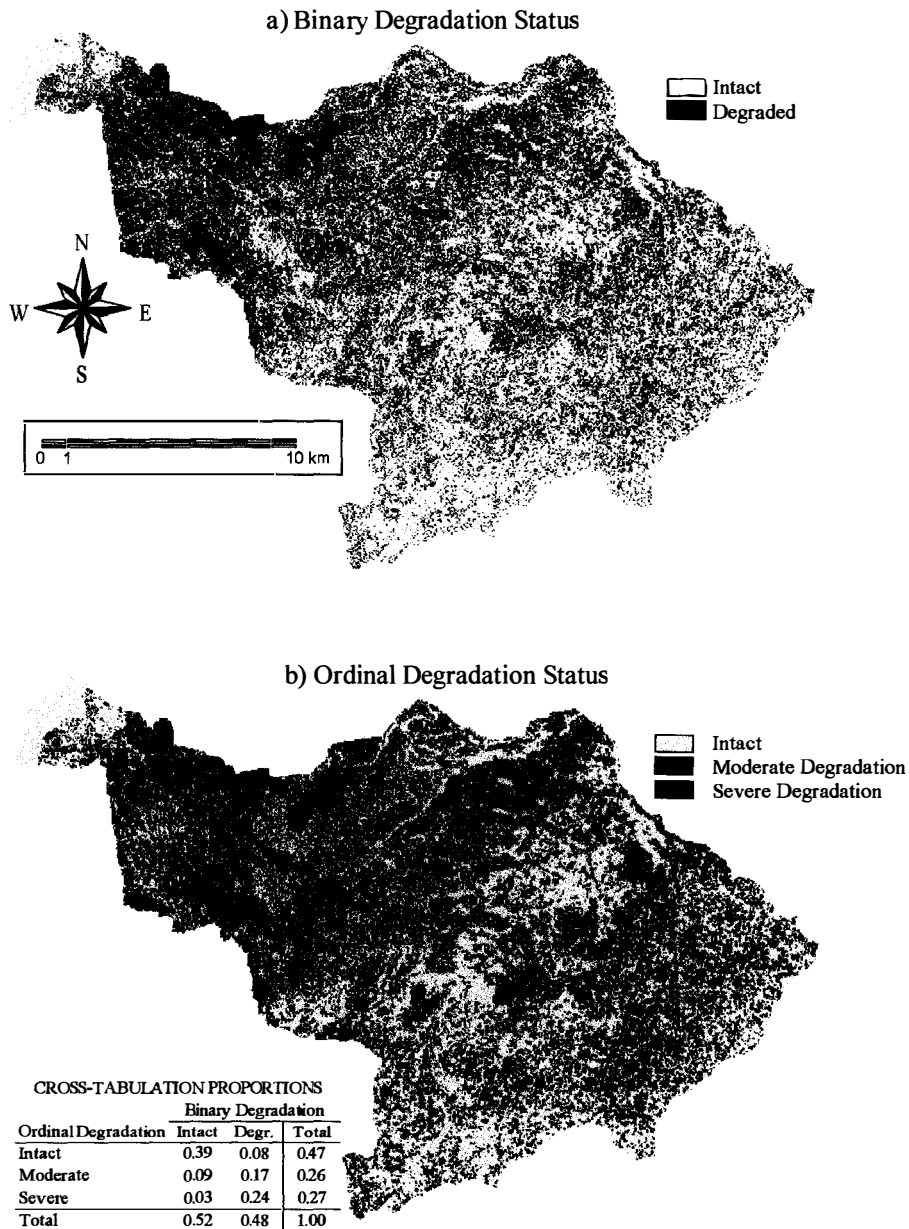 a) Binary Degradation Status
Intact
Degraded
N
W E
S
0 1 10 km
b) Ordinal Degradation Status
Intact
Moderate Degradation
Severe Degradation
CROSS-TABULATION PROPORTIONS
Binary Degradation
Ordinal Degradation Intact Degr. Total
Intact 0.39 0.08 0.47
Moderate 0.09 0.17 0.26
Severe 0.03 0.24 0.27
Total 0.52 0.48 1.00